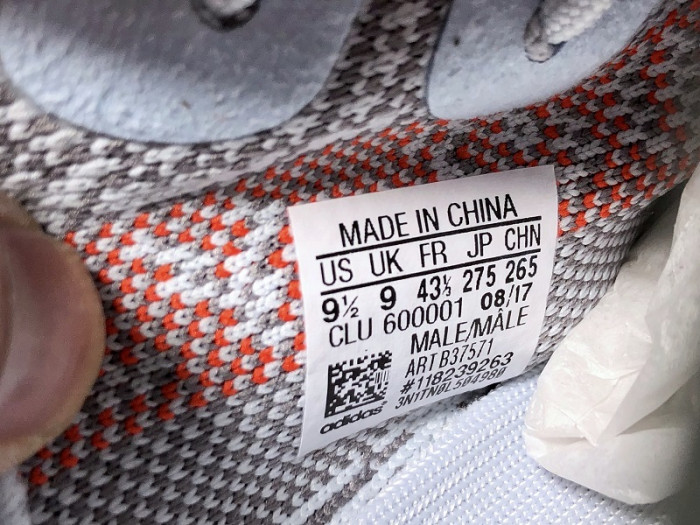 MADE IN CHINA
US UK FR JP CHN
9½ 9 43⅓ 275 265
CLU 600001 08/17
MALE/MÂLE
ART B37571
#118239263
3N1TN0L504980
adidas